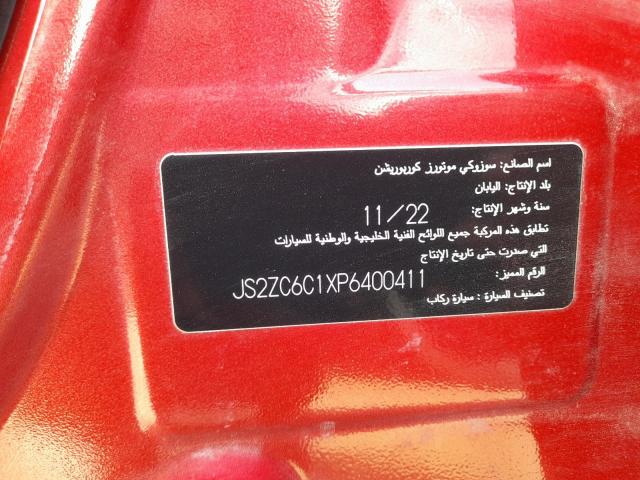 اسم الصانع: سوزوكي موتورز كوربوريشن
بلد الإنتاج: اليابان
سنة وشهر الإنتاج: 11/22
تطابق هذه المركبة جميع اللوائح الفنية الخليجية والوطنية للسيارات
التي صدرت حتى تاريخ الإنتاج
الرقم المميز: JS2ZC6C1XP6400411
تصنيف السيارة : سيارة ركاب